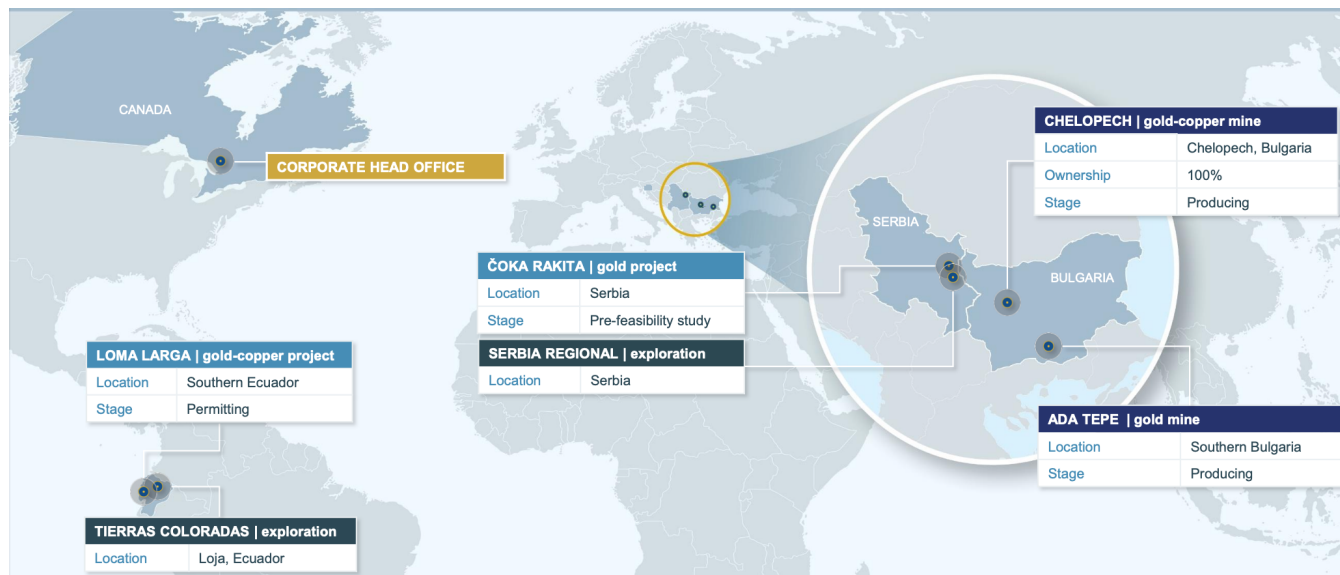 CANADA
CORPORATE HEAD OFFICE
CHELOPECH | gold-copper mine
Location Chelopech, Bulgaria
Ownership 100%
Stage Producing
SERBIA
BULGARIA
ČOKA RAKITA | gold project
Location Serbia
Stage Pre-feasibility study
SERBIA REGIONAL | exploration
Location Serbia
LOMA LARGA | gold-copper project
Location Southern Ecuador
Stage Permitting
ADA TEPE | gold mine
Location Southern Bulgaria
Stage Producing
TIERRAS COLORADAS | exploration
Location Loja, Ecuador